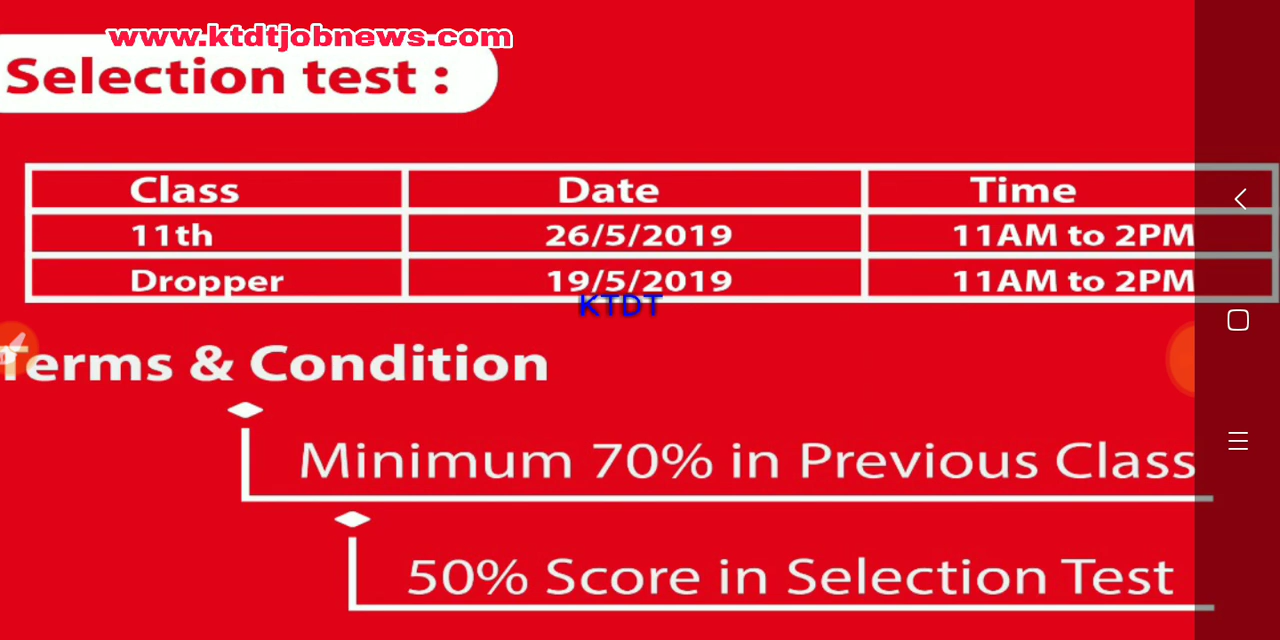 www.ktdtjobnews.com
Selection test :
Class Date Time
11th 26/5/2019 11AM to 2PM
Dropper 19/5/2019 11AM to 2PM
KTDT
Terms & Condition
Minimum 70% in Previous Class
50% Score in Selection Test